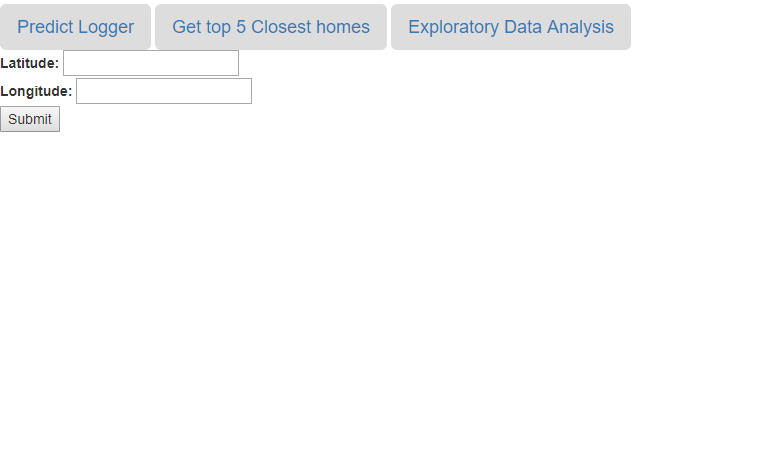 Predict Logger Get top 5 Closest homes Exploratory Data Analysis
Latitude:
Longitude:
Submit